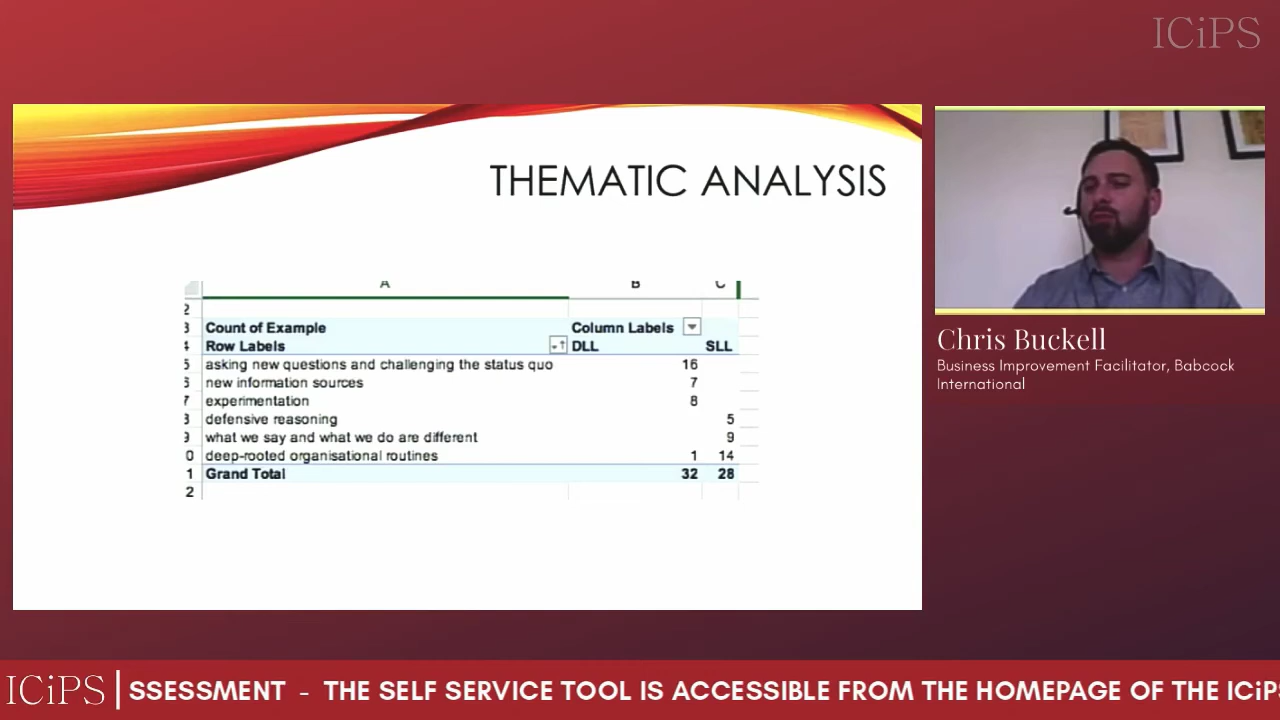 ICiPS
THEMATIC ANALYSIS
A B C
2
3 Count of Example Column Labels
4 Row Labels DLL SLL
5 asking new questions and challenging the status quo 16
6 new information sources 7
7 experimentation 8
8 defensive reasoning 5
9 what we say and what we do are different 9
0 deep-rooted organisational routines 1 14
1 Grand Total 32 28
2
Chris Buckell
Business Improvement Facilitator, Babcock
International
ICiPS SSESSMENT - THE SELF SERVICE TOOL IS ACCESSIBLE FROM THE HOMEPAGE OF THE ICiPS